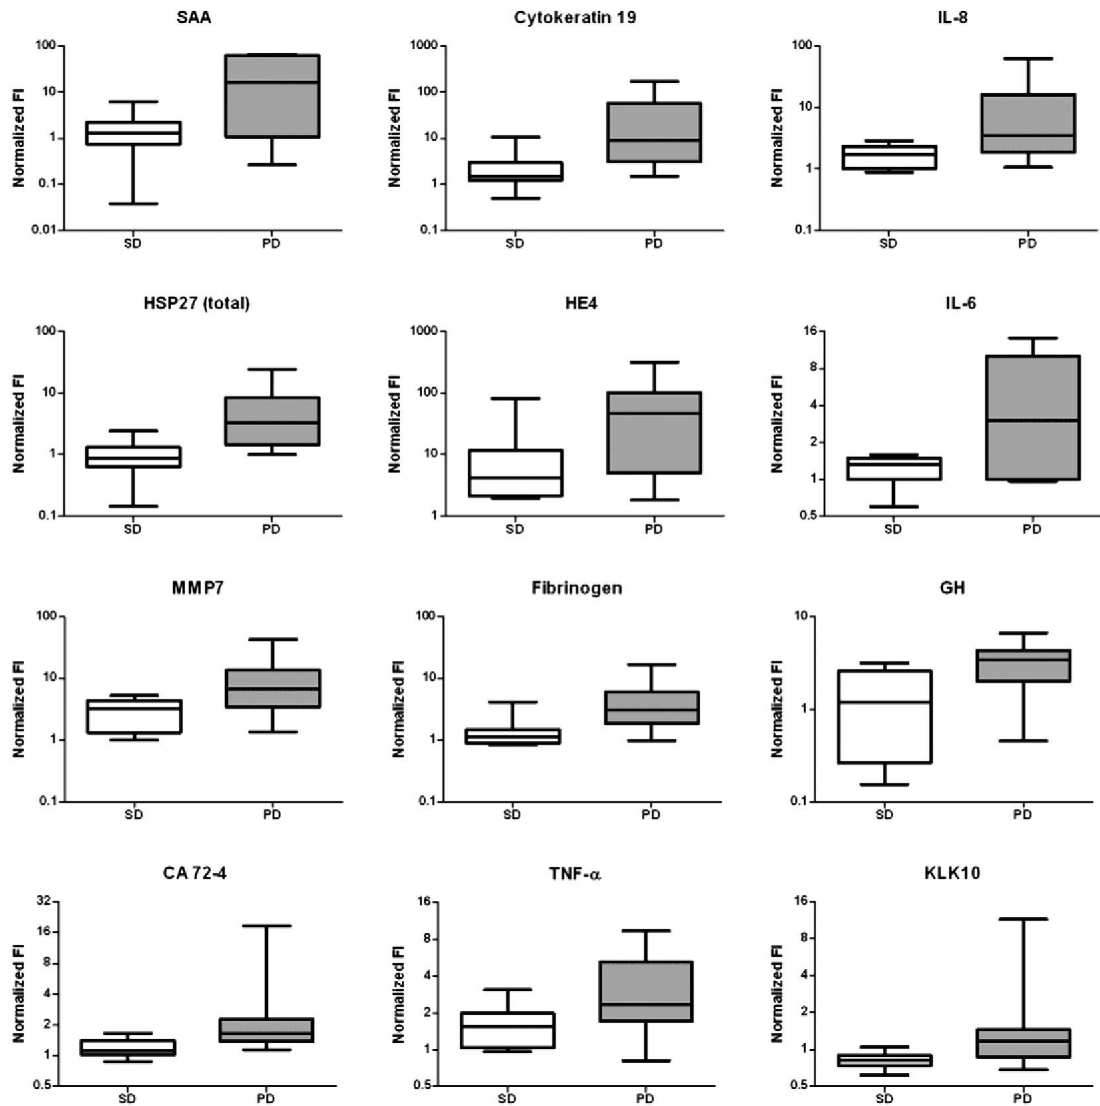 SAA
Cytokeratin 19
IL-8
Normalized FI
100
10
1
0.1
0.01
SD PD
Normalized FI
1000
100
10
1
0.1
SD PD
Normalized FI
100
10
1
0.1
SD PD
HSP27 (total)
HE4
IL-6
Normalized FI
100
10
1
0.1
SD PD
Normalized FI
1000
100
10
1
SD PD
Normalized FI
16
8
4
2
1
0.5
SD PD
MMP7
Fibrinogen
GH
Normalized FI
100
10
1
0.1
SD PD
Normalized FI
100
10
1
0.1
SD PD
Normalized FI
10
1
0.1
SD PD
CA 72-4
TNF-α
KLK10
Normalized FI
32
16
8
4
2
1
0.5
SD PD
Normalized FI
16
8
4
2
1
0.5
SD PD
Normalized FI
16
8
4
2
1
0.5
SD PD